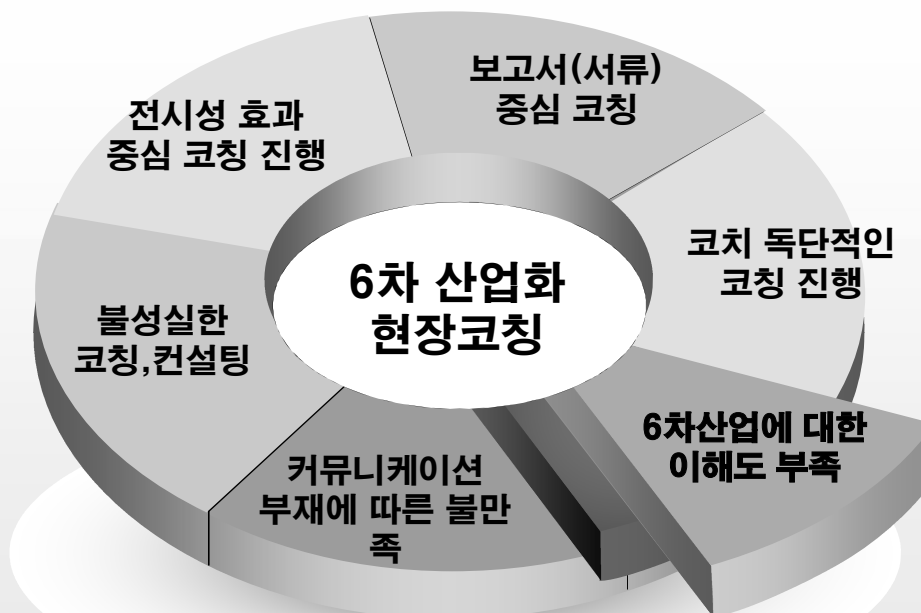 보고서(서류)
중심 코칭
전시성 효과
중심 코칭 진행
코치 독단적인
코칭 진행
6차 산업화
현장코칭
불성실한
코칭,컨설팅
6차산업에 대한
이해도 부족
커뮤니케이션
부재에 따른 불만
족